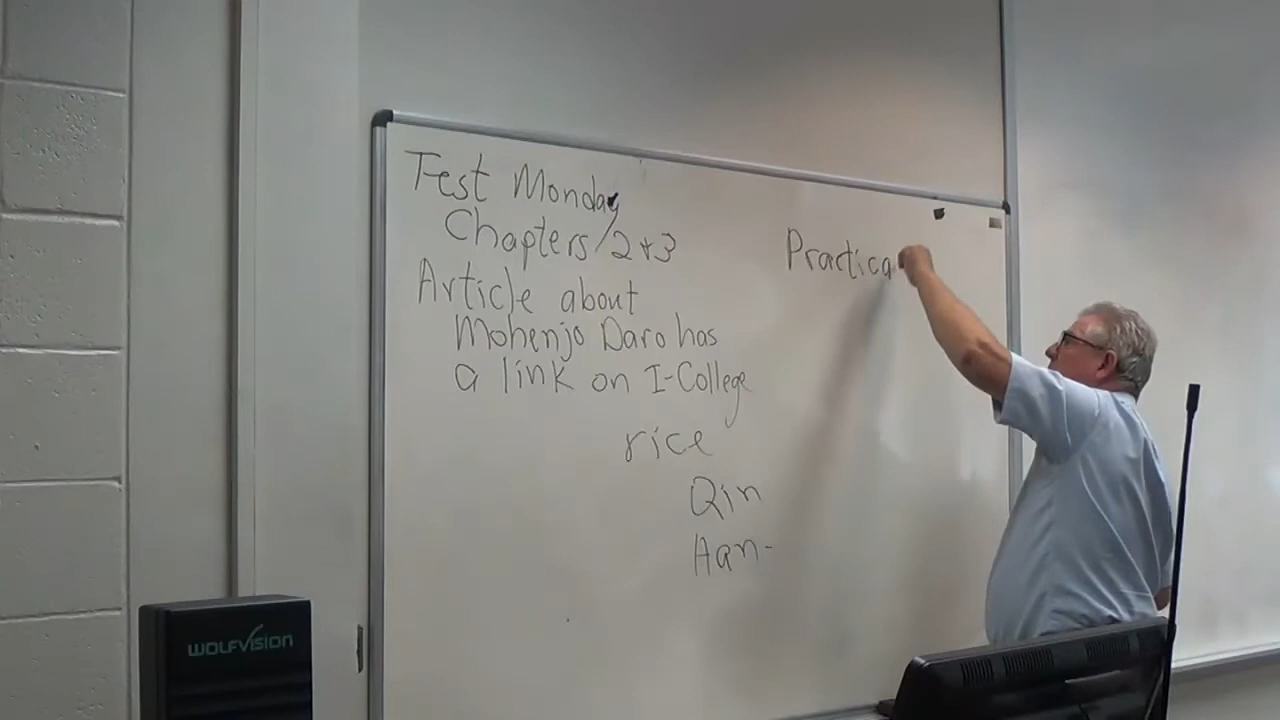 Test Monday
Chapters/2+3
Article about
Mohenjo Daro has
a link on I-College
rice
Qin
Han-
Practica
WOLFVISION